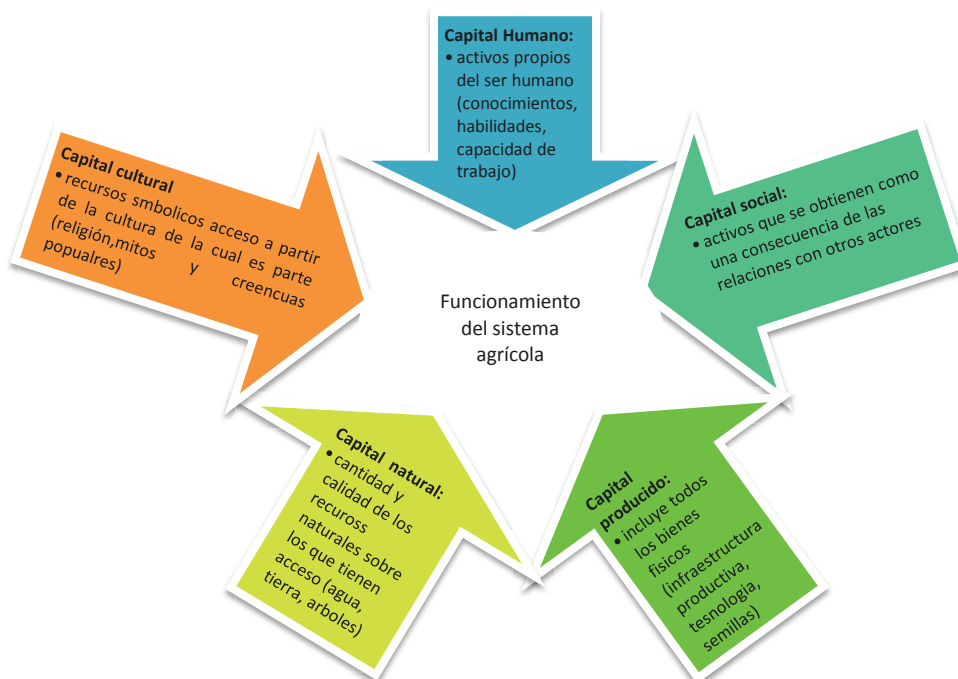 Capital Humano:
• activos propios
del ser humano
(conocimientos,
habilidades,
capacidad de
trabajo)
Capital social:
• activos que se obtienen como
una consecuencia de las
relaciones con otros actores
Capital
producido:
• incluye todos
los bienes
fisicos
(infraestructura
productiva,
tesnologia,
semillas)
Capital natural:
• cantidad y
calidad de los
recuross
naturales sobre
los que tienen
acceso (agua,
tierra, arboles)
Capital cultural
• recursos smbolicos acceso a partir
de la cultura de la cual es parte
(religión,mitos y creencuas
popualres)
Funcionamiento
del sistema
agrícola